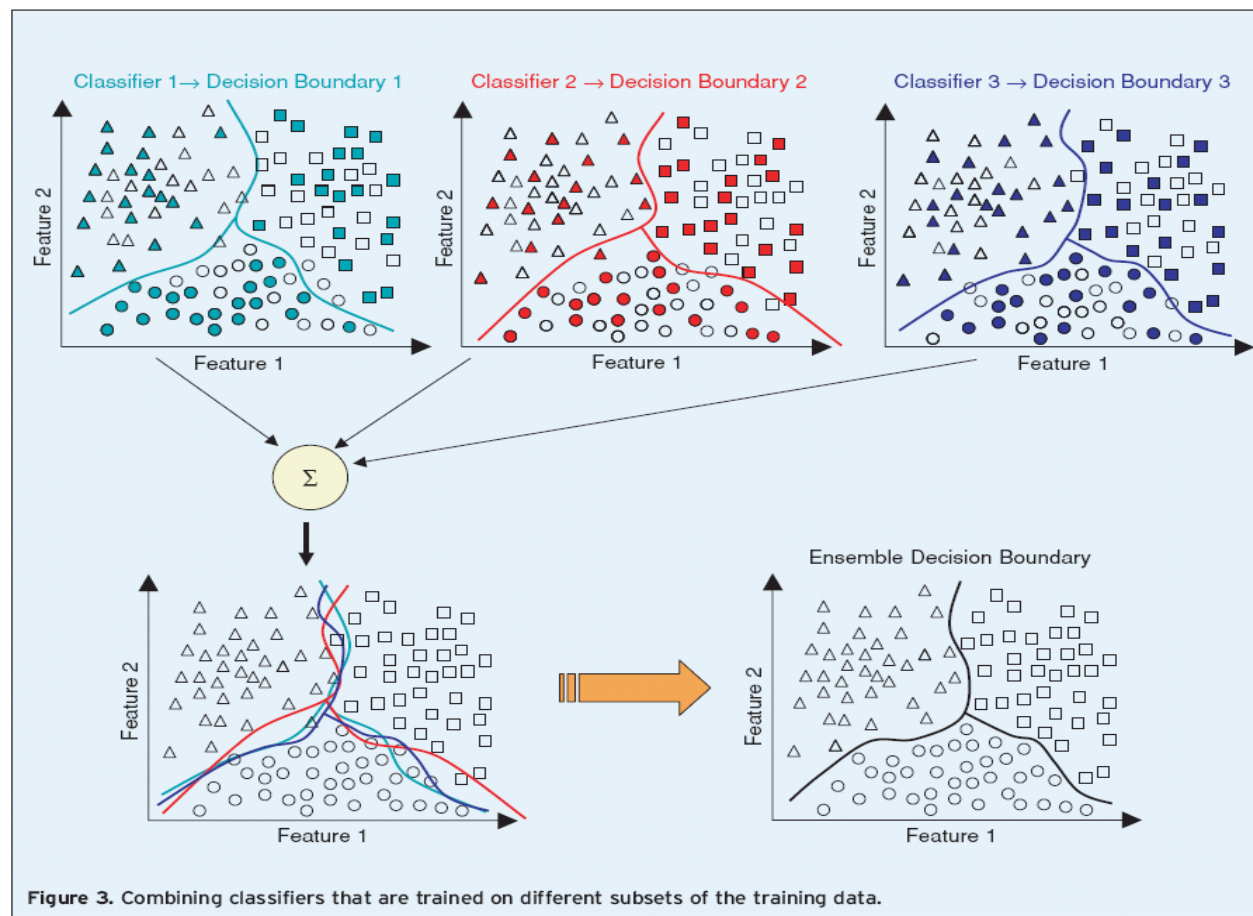 Classifier 1 → Decision Boundary 1
Classifier 2 → Decision Boundary 2
Classifier 3 → Decision Boundary 3
Feature 2
Feature 1
Feature 2
Feature 1
Feature 2
Feature 1
Σ
Feature 2
Feature 1
Ensemble Decision Boundary
Feature 2
Feature 1
Figure 3. Combining classifiers that are trained on different subsets of the training data.